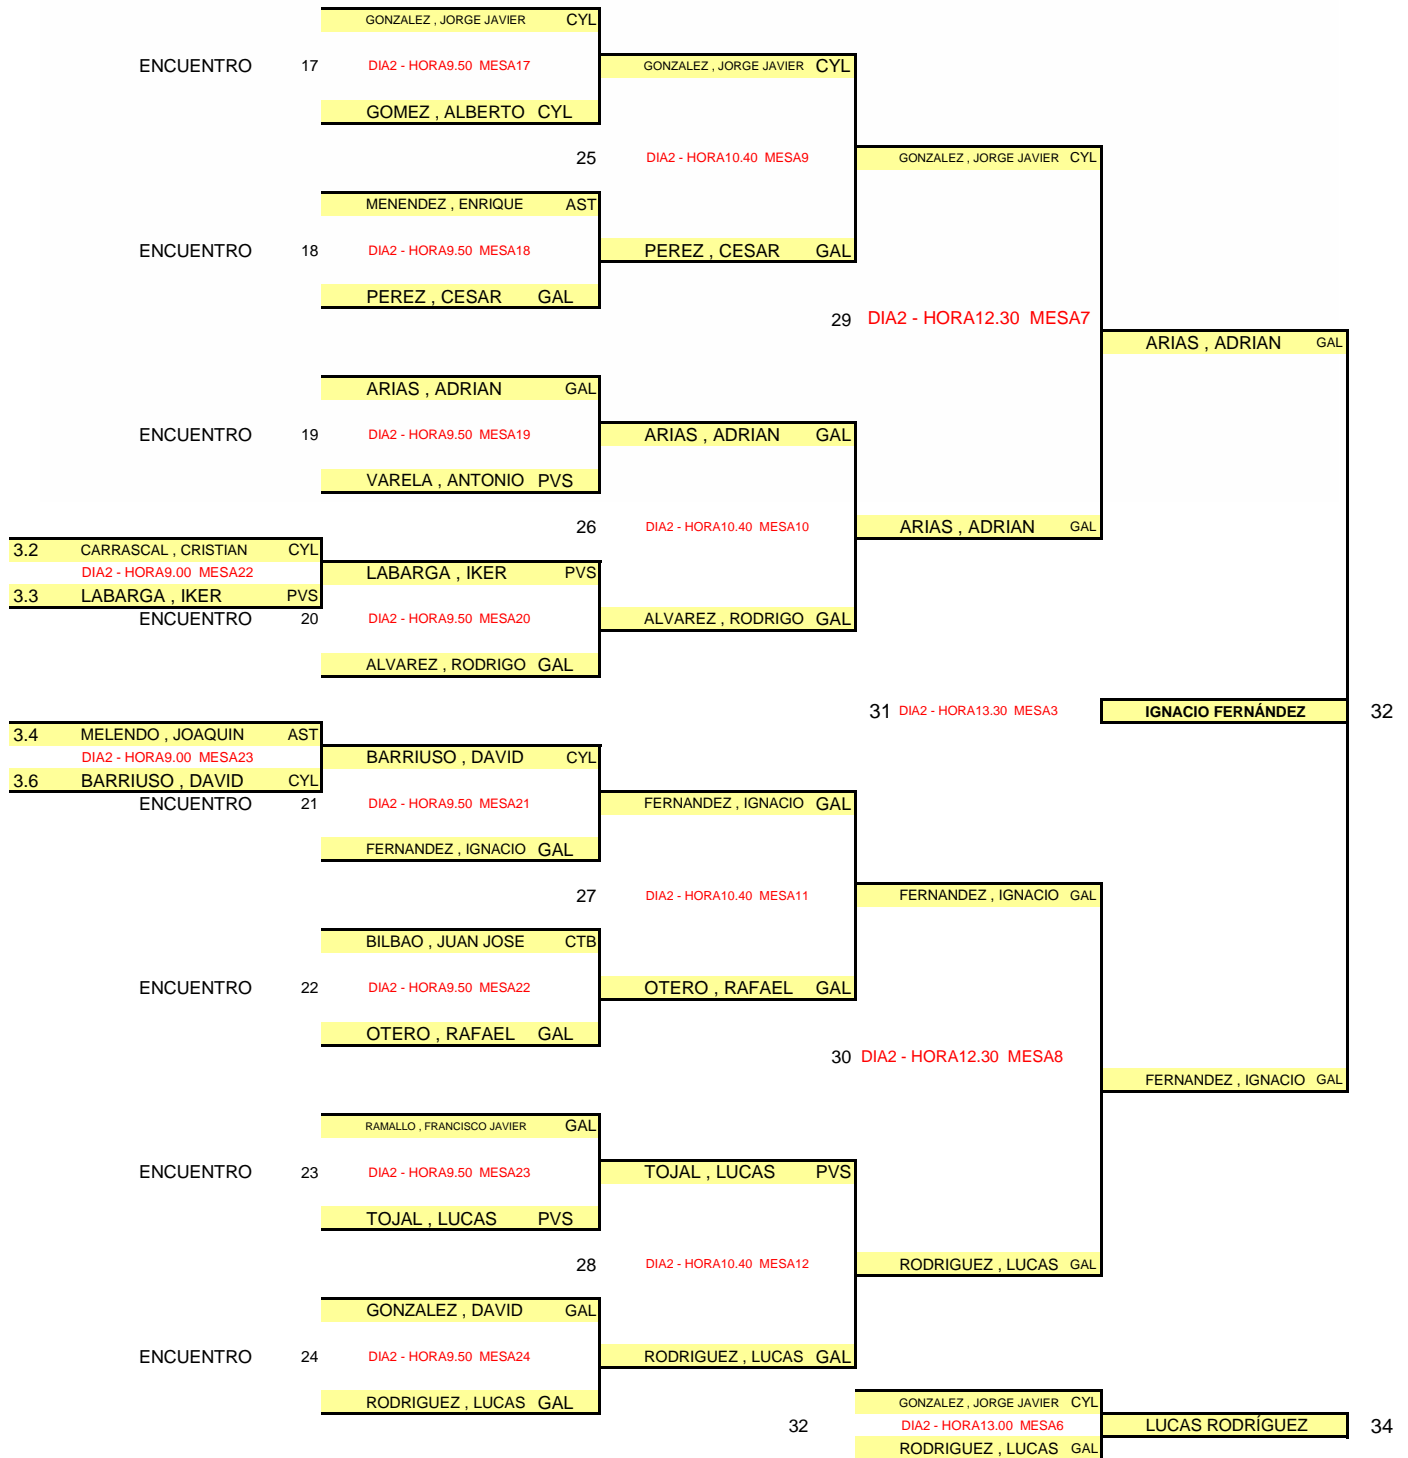 GONZALEZ , JORGE JAVIER CYL
ENCUENTRO 17 DIA2 - HORA9.50 MESA17 GONZALEZ , JORGE JAVIER CYL
GOMEZ , ALBERTO CYL
25 DIA2 - HORA10.40 MESA9 GONZALEZ , JORGE JAVIER CYL
MENENDEZ , ENRIQUE AST
ENCUENTRO 18 DIA2 - HORA9.50 MESA18 PEREZ , CESAR GAL
PEREZ , CESAR GAL
29 DIA2 - HORA12.30 MESA7
ARIAS , ADRIAN GAL
ARIAS , ADRIAN GAL
ENCUENTRO 19 DIA2 - HORA9.50 MESA19 ARIAS , ADRIAN GAL
VARELA , ANTONIO PVS
26 DIA2 - HORA10.40 MESA10 ARIAS , ADRIAN GAL
3.2 CARRASCAL , CRISTIAN CYL
DIA2 - HORA9.00 MESA22 LABARGA , IKER PVS
3.3 LABARGA , IKER PVS
ENCUENTRO 20 DIA2 - HORA9.50 MESA20 ALVAREZ , RODRIGO GAL
ALVAREZ , RODRIGO GAL
31 DIA2 - HORA13.30 MESA3 IGNACIO FERNÁNDEZ 32
3.4 MELENDO , JOAQUIN AST
DIA2 - HORA9.00 MESA23 BARRIUSO , DAVID CYL
3.6 BARRIUSO , DAVID CYL
ENCUENTRO 21 DIA2 - HORA9.50 MESA21 FERNANDEZ , IGNACIO GAL
FERNANDEZ , IGNACIO GAL
27 DIA2 - HORA10.40 MESA11 FERNANDEZ , IGNACIO GAL
BILBAO , JUAN JOSE CTB
ENCUENTRO 22 DIA2 - HORA9.50 MESA22 OTERO , RAFAEL GAL
OTERO , RAFAEL GAL
30 DIA2 - HORA12.30 MESA8
FERNANDEZ , IGNACIO GAL
RAMALLO , FRANCISCO JAVIER GAL
ENCUENTRO 23 DIA2 - HORA9.50 MESA23 TOJAL , LUCAS PVS
TOJAL , LUCAS PVS
28 DIA2 - HORA10.40 MESA12 RODRIGUEZ , LUCAS GAL
GONZALEZ , DAVID GAL
ENCUENTRO 24 DIA2 - HORA9.50 MESA24 RODRIGUEZ , LUCAS GAL
RODRIGUEZ , LUCAS GAL GONZALEZ , JORGE JAVIER CYL
32 DIA2 - HORA13.00 MESA6 LUCAS RODRÍGUEZ 34
RODRIGUEZ , LUCAS GAL